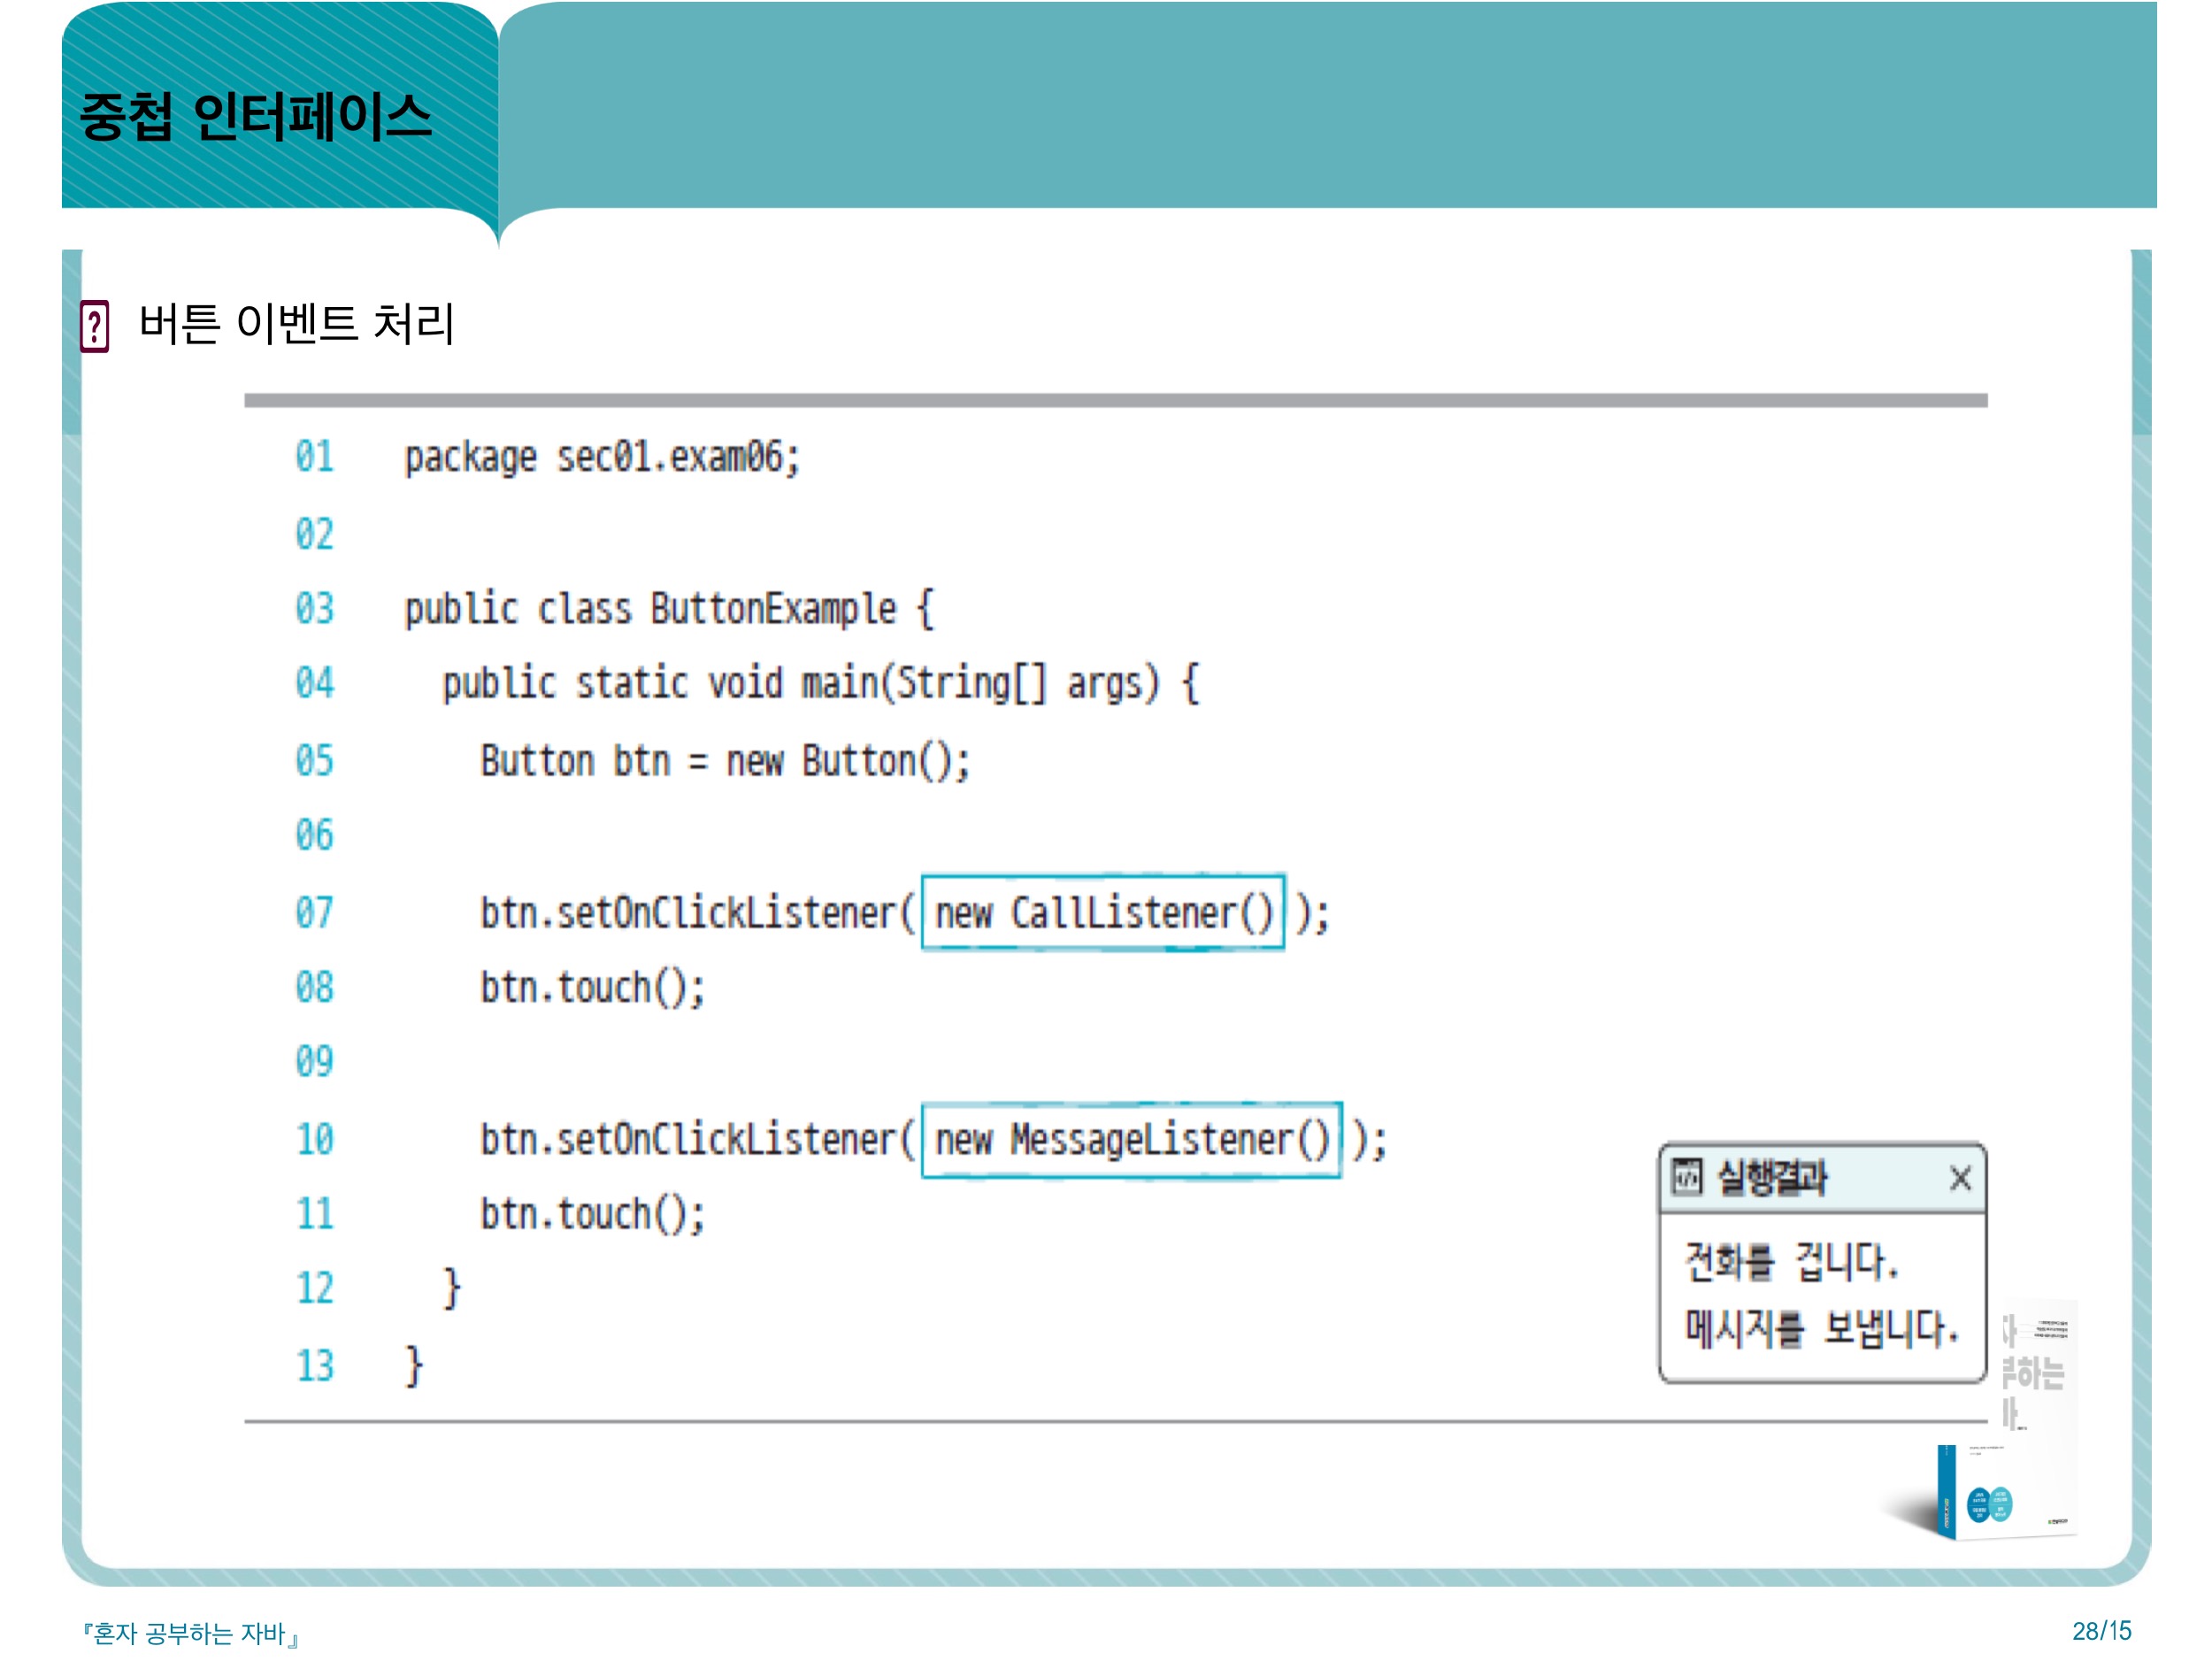 중첩 인터페이스
버튼 이벤트 처리
01 package sec01.exam06;
02
03 public class ButtonExample {
04 public static void main(String[] args) {
05 Button btn = new Button();
06
07 btn.setOnClickListener( new CallListener() );
08 btn.touch();
09
10 btn.setOnClickListener( new MessageListener() );
11 btn.touch();
12 }
13 }
실행결과
전화를 겁니다.
메시지를 보냅니다.
『혼자 공부하는 자바』
28/15